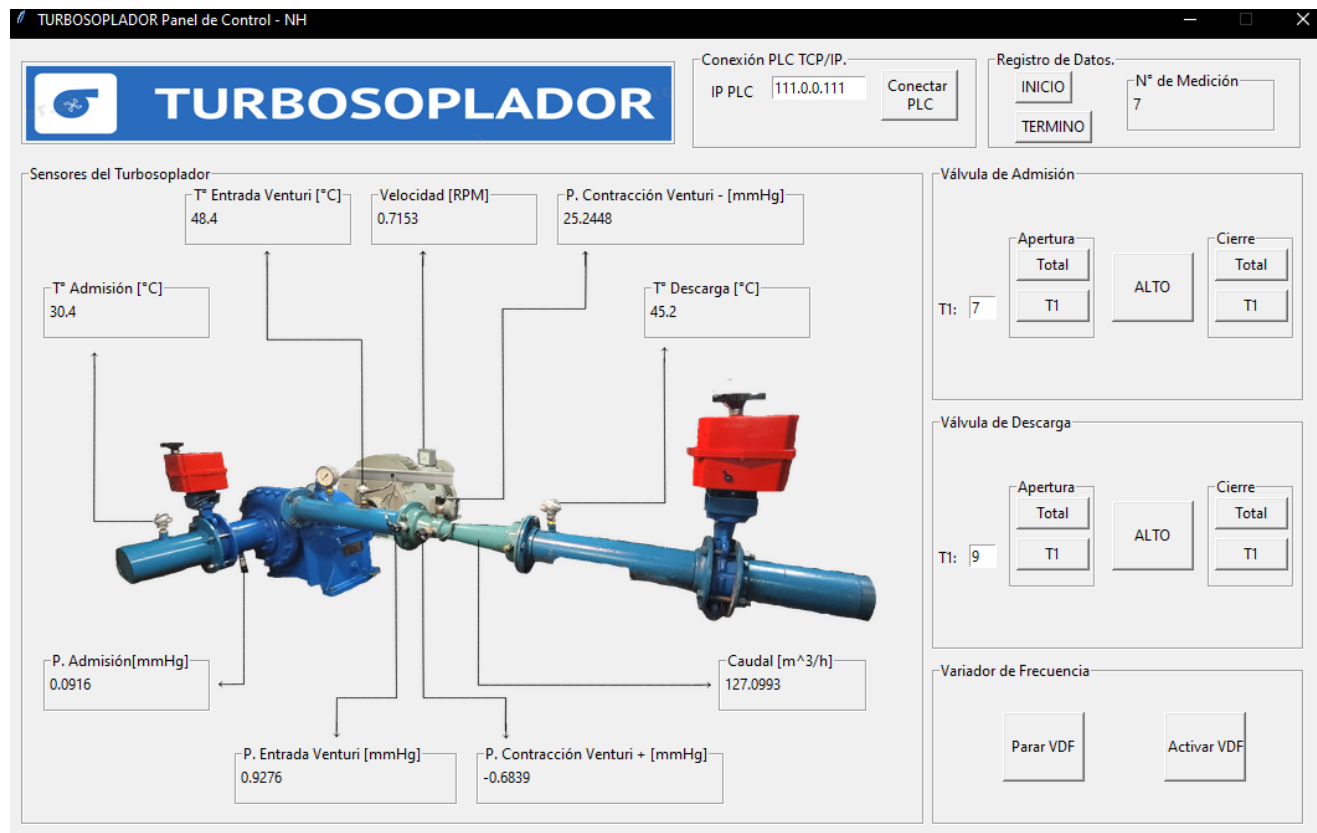 TURBOSOPLADOR Panel de Control - NH
TURBOSOPLADOR
Conexión PLC TCP/IP.
IP PLC 111.0.0.111
Conectar
PLC
Registro de Datos.
INICIO
TERMINO
N° de Medición
7
Sensores del Turbosoplador
T° Entrada Venturi [°C]
48.4
Velocidad [RPM]
0.7153
P. Contracción Venturi - [mmHg]
25.2448
T° Admisión [°C]
30.4
T° Descarga [°C]
45.2
P. Admisión[mmHg]
0.0916
Caudal [m^3/h]
127.0993
P. Entrada Venturi [mmHg]
0.9276
P. Contracción Venturi + [mmHg]
-0.6839
Válvula de Admisión
T1: 7
Apertura
Total
T1
ALTO
Cierre
Total
T1
Válvula de Descarga
T1: 9
Apertura
Total
T1
ALTO
Cierre
Total
T1
Variador de Frecuencia
Parar VDF
Activar VDF